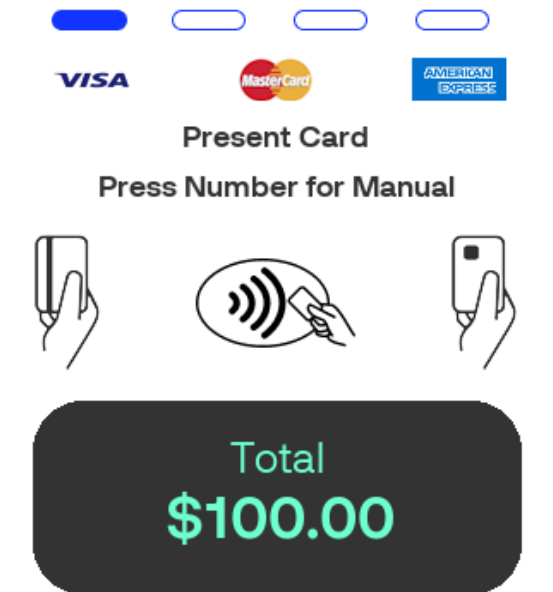 VISA MasterCard AMERICAN EXPRESS
Present Card
Press Number for Manual
Total
$100.00